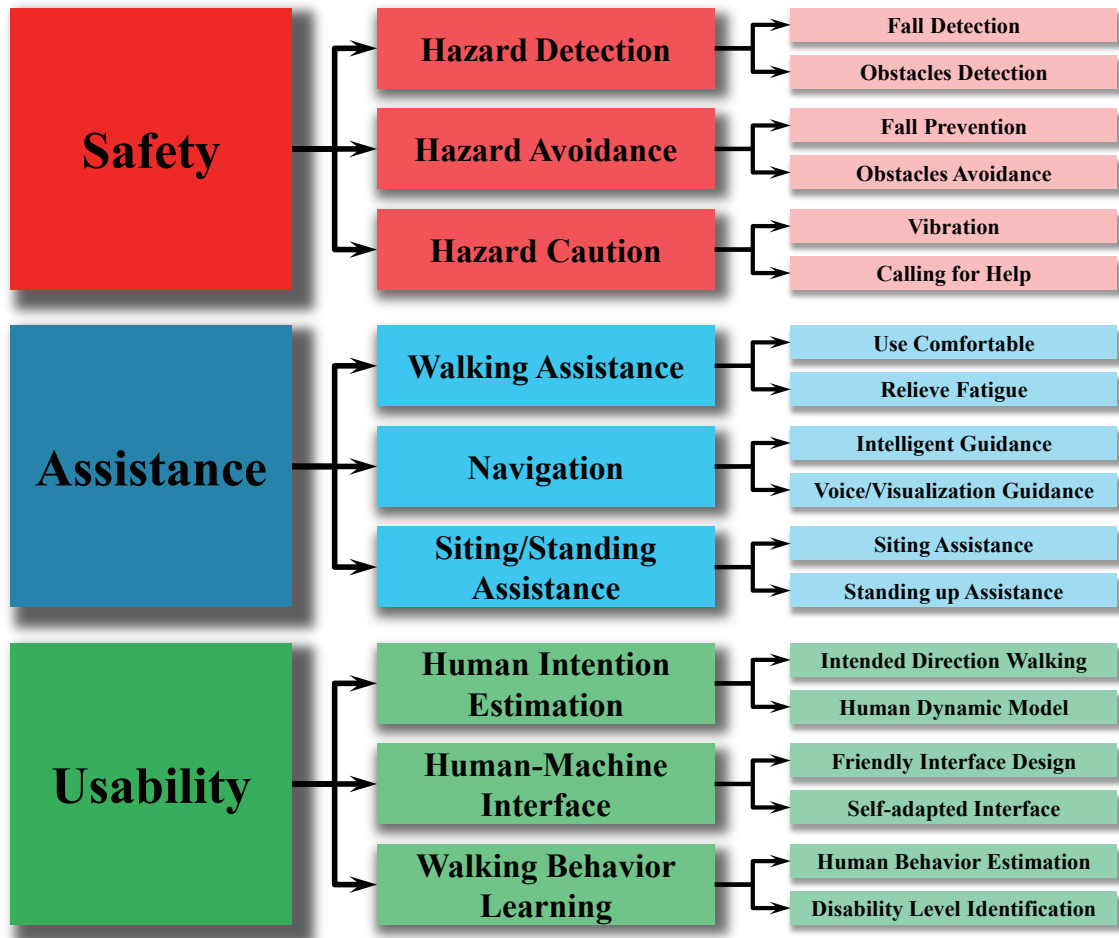 Safety
Hazard Detection
Fall Detection
Obstacles Detection
Hazard Avoidance
Fall Prevention
Obstacles Avoidance
Hazard Caution
Vibration
Calling for Help
Assistance
Walking Assistance
Use Comfortable
Relieve Fatigue
Navigation
Intelligent Guidance
Voice/Visualization Guidance
Siting/Standing
Assistance
Siting Assistance
Standing up Assistance
Usability
Human Intention
Estimation
Intended Direction Walking
Human Dynamic Model
Human-Machine
Interface
Friendly Interface Design
Self-adapted Interface
Walking Behavior
Learning
Human Behavior Estimation
Disability Level Identification